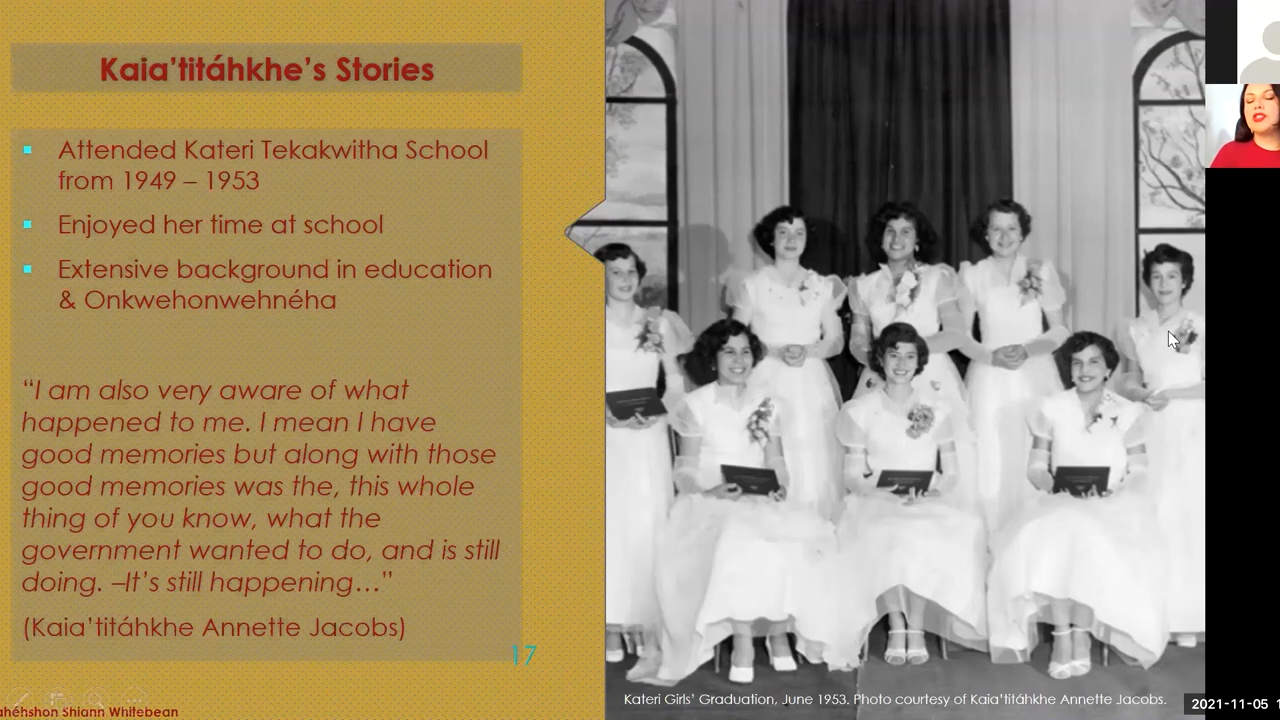 Kaia’titáhkhe’s Stories
Attended Kateri Tekakwitha School
from 1949 – 1953
Enjoyed her time at school
Extensive background in education
& Onkwehonwehnéha
“I am also very aware of what
happened to me. I mean I have
good memories but along with those
good memories was the, this whole
thing of you know, what the
government wanted to do, and is still
doing. –It’s still happening…”
(Kaia’titáhkhe Annette Jacobs)
17
Shiann Whitebean
Kateri Girls’ Graduation, June 1953. Photo courtesy of Kaia’titáhkhe Annette Jacobs.
2021-11-05